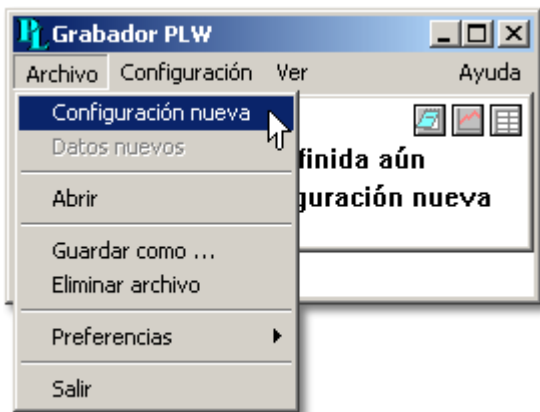 Grabador PLW
Archivo Configuración Ver Ayuda
Configuración nueva
Datos nuevos
finida aún
Abrir
guración nueva
Guardar como ...
Eliminar archivo
Preferencias
Salir